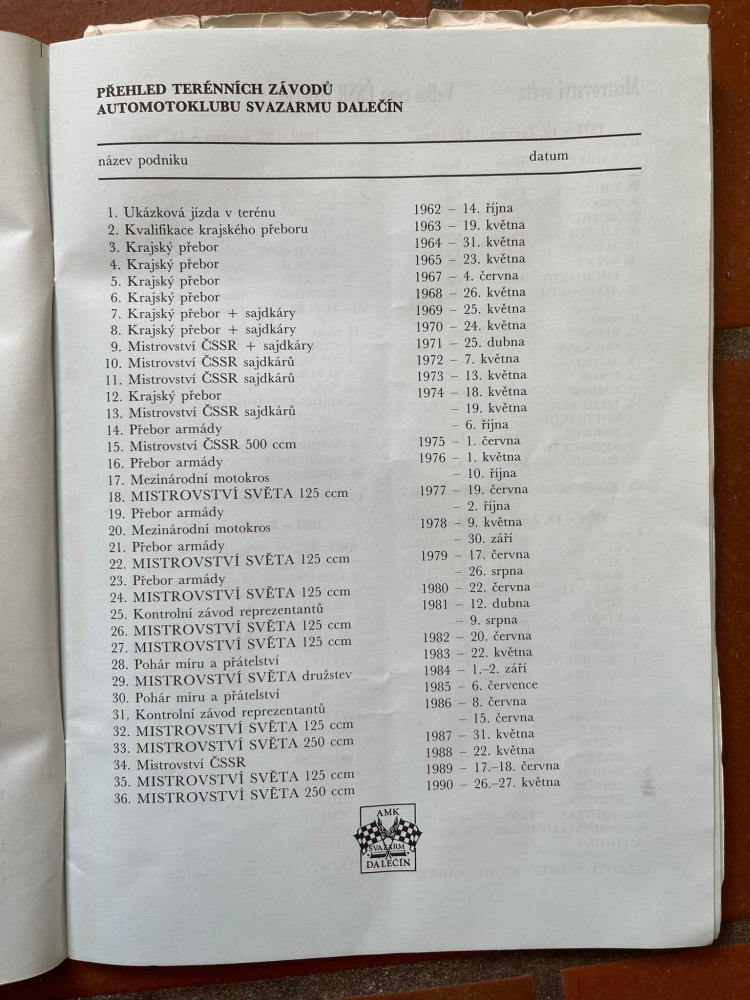 PŘEHLED TERÉNNÍCH ZÁVODŮ
AUTOMOTOKLUBU SVAZARMU DALEČÍN
název podniku datum
1. Ukázková jízda v terénu 1962 – 14. října
2. Kvalifikace krajského přeboru 1963 – 19. května
3. Krajský přebor 1964 – 31. května
4. Krajský přebor 1965 – 23. května
5. Krajský přebor 1967 – 4. června
6. Krajský přebor 1968 – 26. května
7. Krajský přebor + sajdkáry 1969 – 25. května
8. Krajský přebor + sajdkáry 1970 – 24. května
9. Mistrovství ČSSR + sajdkáry 1971 – 25. dubna
10. Mistrovství ČSSR sajdkárů 1972 – 7. května
11. Mistrovství ČSSR sajdkárů 1973 – 13. května
12. Krajský přebor 1974 – 18. května
13. Mistrovství ČSSR sajdkárů – 19. května
14. Přebor armády – 6. října
15. Mistrovství ČSSR 500 ccm 1975 – 1. června
16. Přebor armády 1976 – 1. května
17. Mezinárodní motokros – 10. října
18. MISTROVSTVÍ SVĚTA 125 ccm 1977 – 19. června
19. Přebor armády – 2. října
20. Mezinárodní motokros 1978 – 9. května
21. Přebor armády – 30. září
22. MISTROVSTVÍ SVĚTA 125 ccm 1979 – 17. června
23. Přebor armády – 26. srpna
24. MISTROVSTVÍ SVĚTA 125 ccm 1980 – 22. června
25. Kontrolní závod reprezentantů 1981 – 12. dubna
26. MISTROVSTVÍ SVĚTA 125 ccm – 9. srpna
27. MISTROVSTVÍ SVĚTA 125 ccm 1982 – 20. června
28. Pohár míru a přátelství 1983 – 22. května
29. MISTROVSTVÍ SVĚTA družstev 1984 – 1.–2. září
30. Pohár míru a přátelství 1985 – 6. července
31. Kontrolní závod reprezentantů 1986 – 8. června
32. MISTROVSTVÍ SVĚTA 125 ccm – 15. června
33. MISTROVSTVÍ SVĚTA 250 ccm 1987 – 31. května
34. Mistrovství ČSSR 1988 – 22. května
35. MISTROVSTVÍ SVĚTA 125 ccm 1989 – 17.–18. června
36. MISTROVSTVÍ SVĚTA 250 ccm 1990 – 26.–27. května
AMK
SVAZARM
DALEČÍN